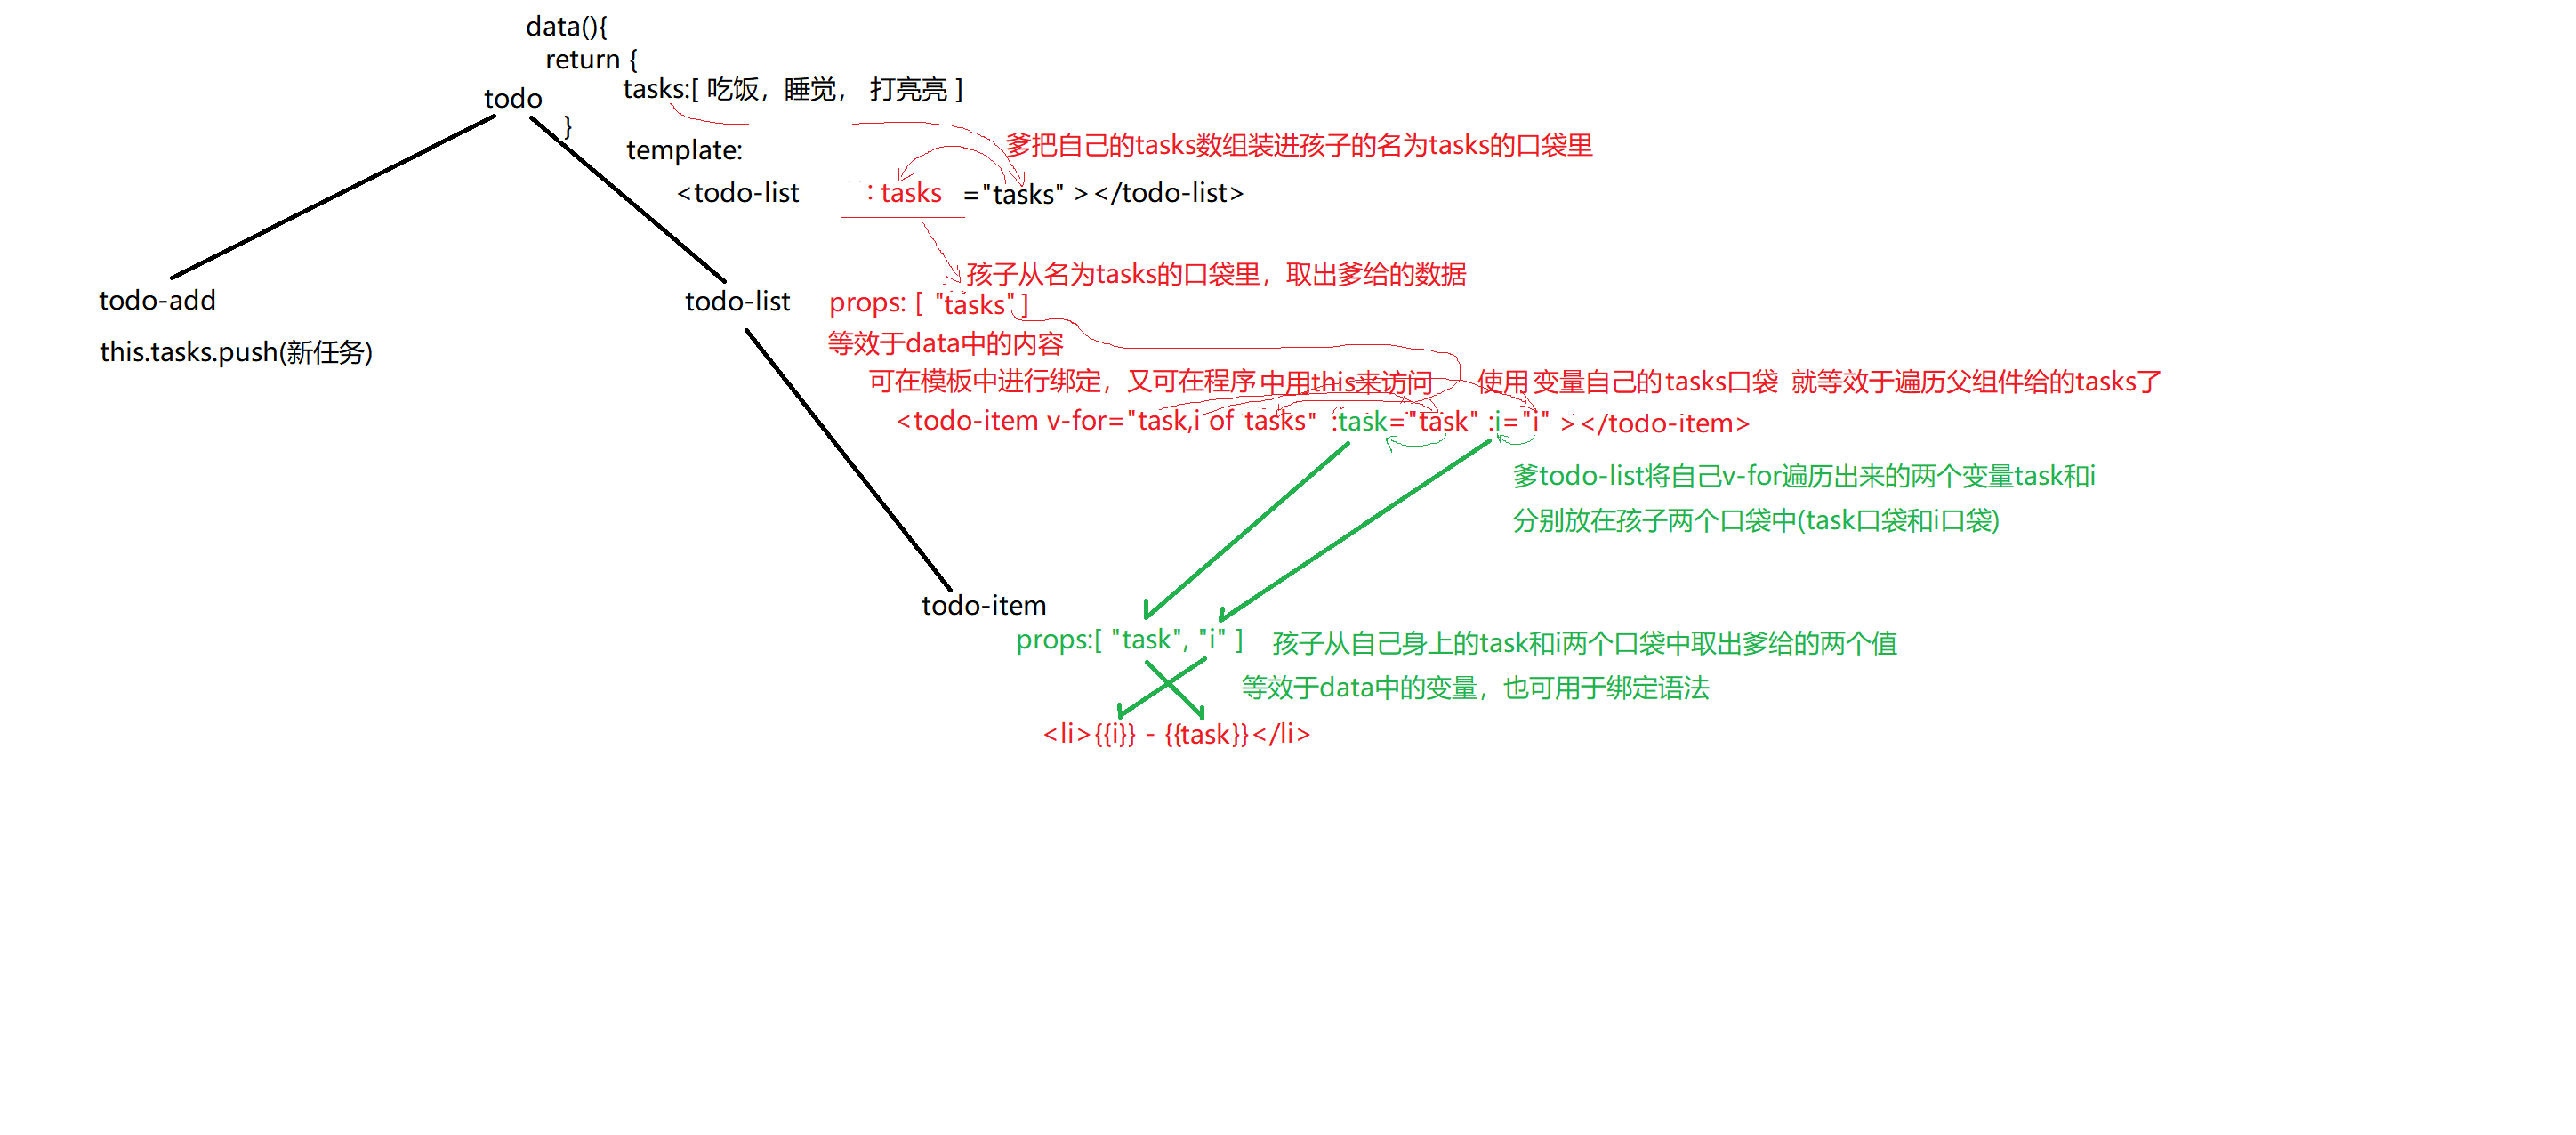 data(){
return {
tasks:[ 吃饭，睡觉， 打亮亮 ]
todo
}
template:
爹把自己的tasks数组装进孩子的名为tasks的口袋里
<todo-list :tasks ="tasks" ></todo-list>
孩子从名为tasks的口袋里，取出爹给的数据
todo-add
todo-list
props: [ "tasks" ]
this.tasks.push(新任务)
等效于data中的内容
可在模板中进行绑定，又可在程序中用this来访问
使用 变量自己的 tasks口袋 就等效于遍历父组件给的tasks了
<todo-item v-for="task,i of tasks" :task="task" :i="i" ></todo-item>
爹todo-list将自己v-for遍历出来的两个变量task和i
分别放在孩子两个口袋中(task口袋和i口袋)
todo-item
props:[ "task", "i" ]
孩子从自己身上的task和i两个口袋中取出爹给的两个值
等效于data中的变量，也可用于绑定语法
<li>{{i}} - {{task}}</li>